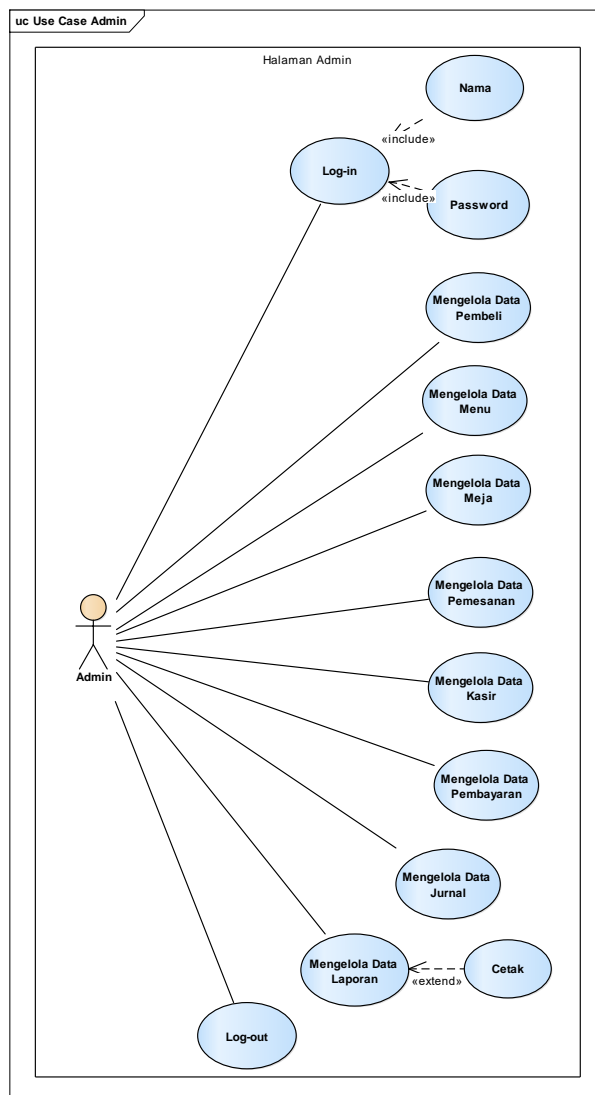 uc Use Case Admin
Halaman Admin
Nama
«include»
Log-in
«include»
Password
Mengelola Data
Pembeli
Mengelola Data
Menu
Mengelola Data
Meja
Mengelola Data
Pemesanan
Admin
Mengelola Data
Kasir
Mengelola Data
Pembayaran
Mengelola Data
Jurnal
Mengelola Data
Laporan
«extend»
Cetak
Log-out